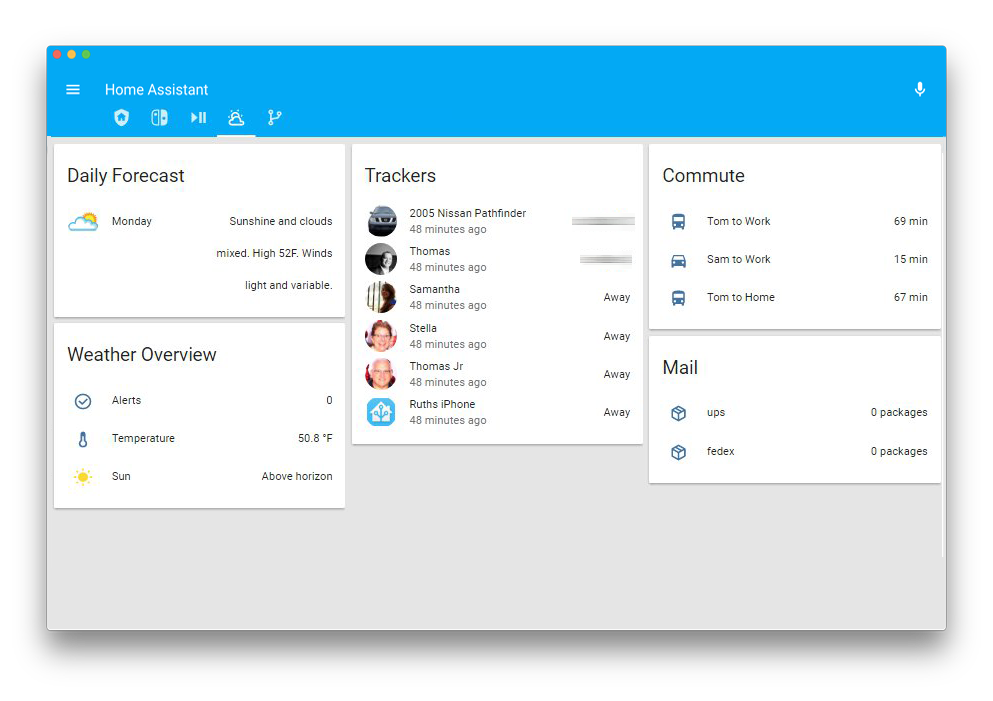 Home Assistant
Daily Forecast
Monday
Sunshine and clouds
mixed. High 52F. Winds
light and variable.
Weather Overview
Alerts 0
Temperature 50.8 °F
Sun Above horizon
Trackers
2005 Nissan Pathfinder
48 minutes ago
Thomas
48 minutes ago
Samantha
48 minutes ago
Away
Stella
48 minutes ago
Away
Thomas Jr
48 minutes ago
Away
Ruths iPhone
48 minutes ago
Away
Commute
Tom to Work 69 min
Sam to Work 15 min
Tom to Home 67 min
Mail
ups 0 packages
fedex 0 packages